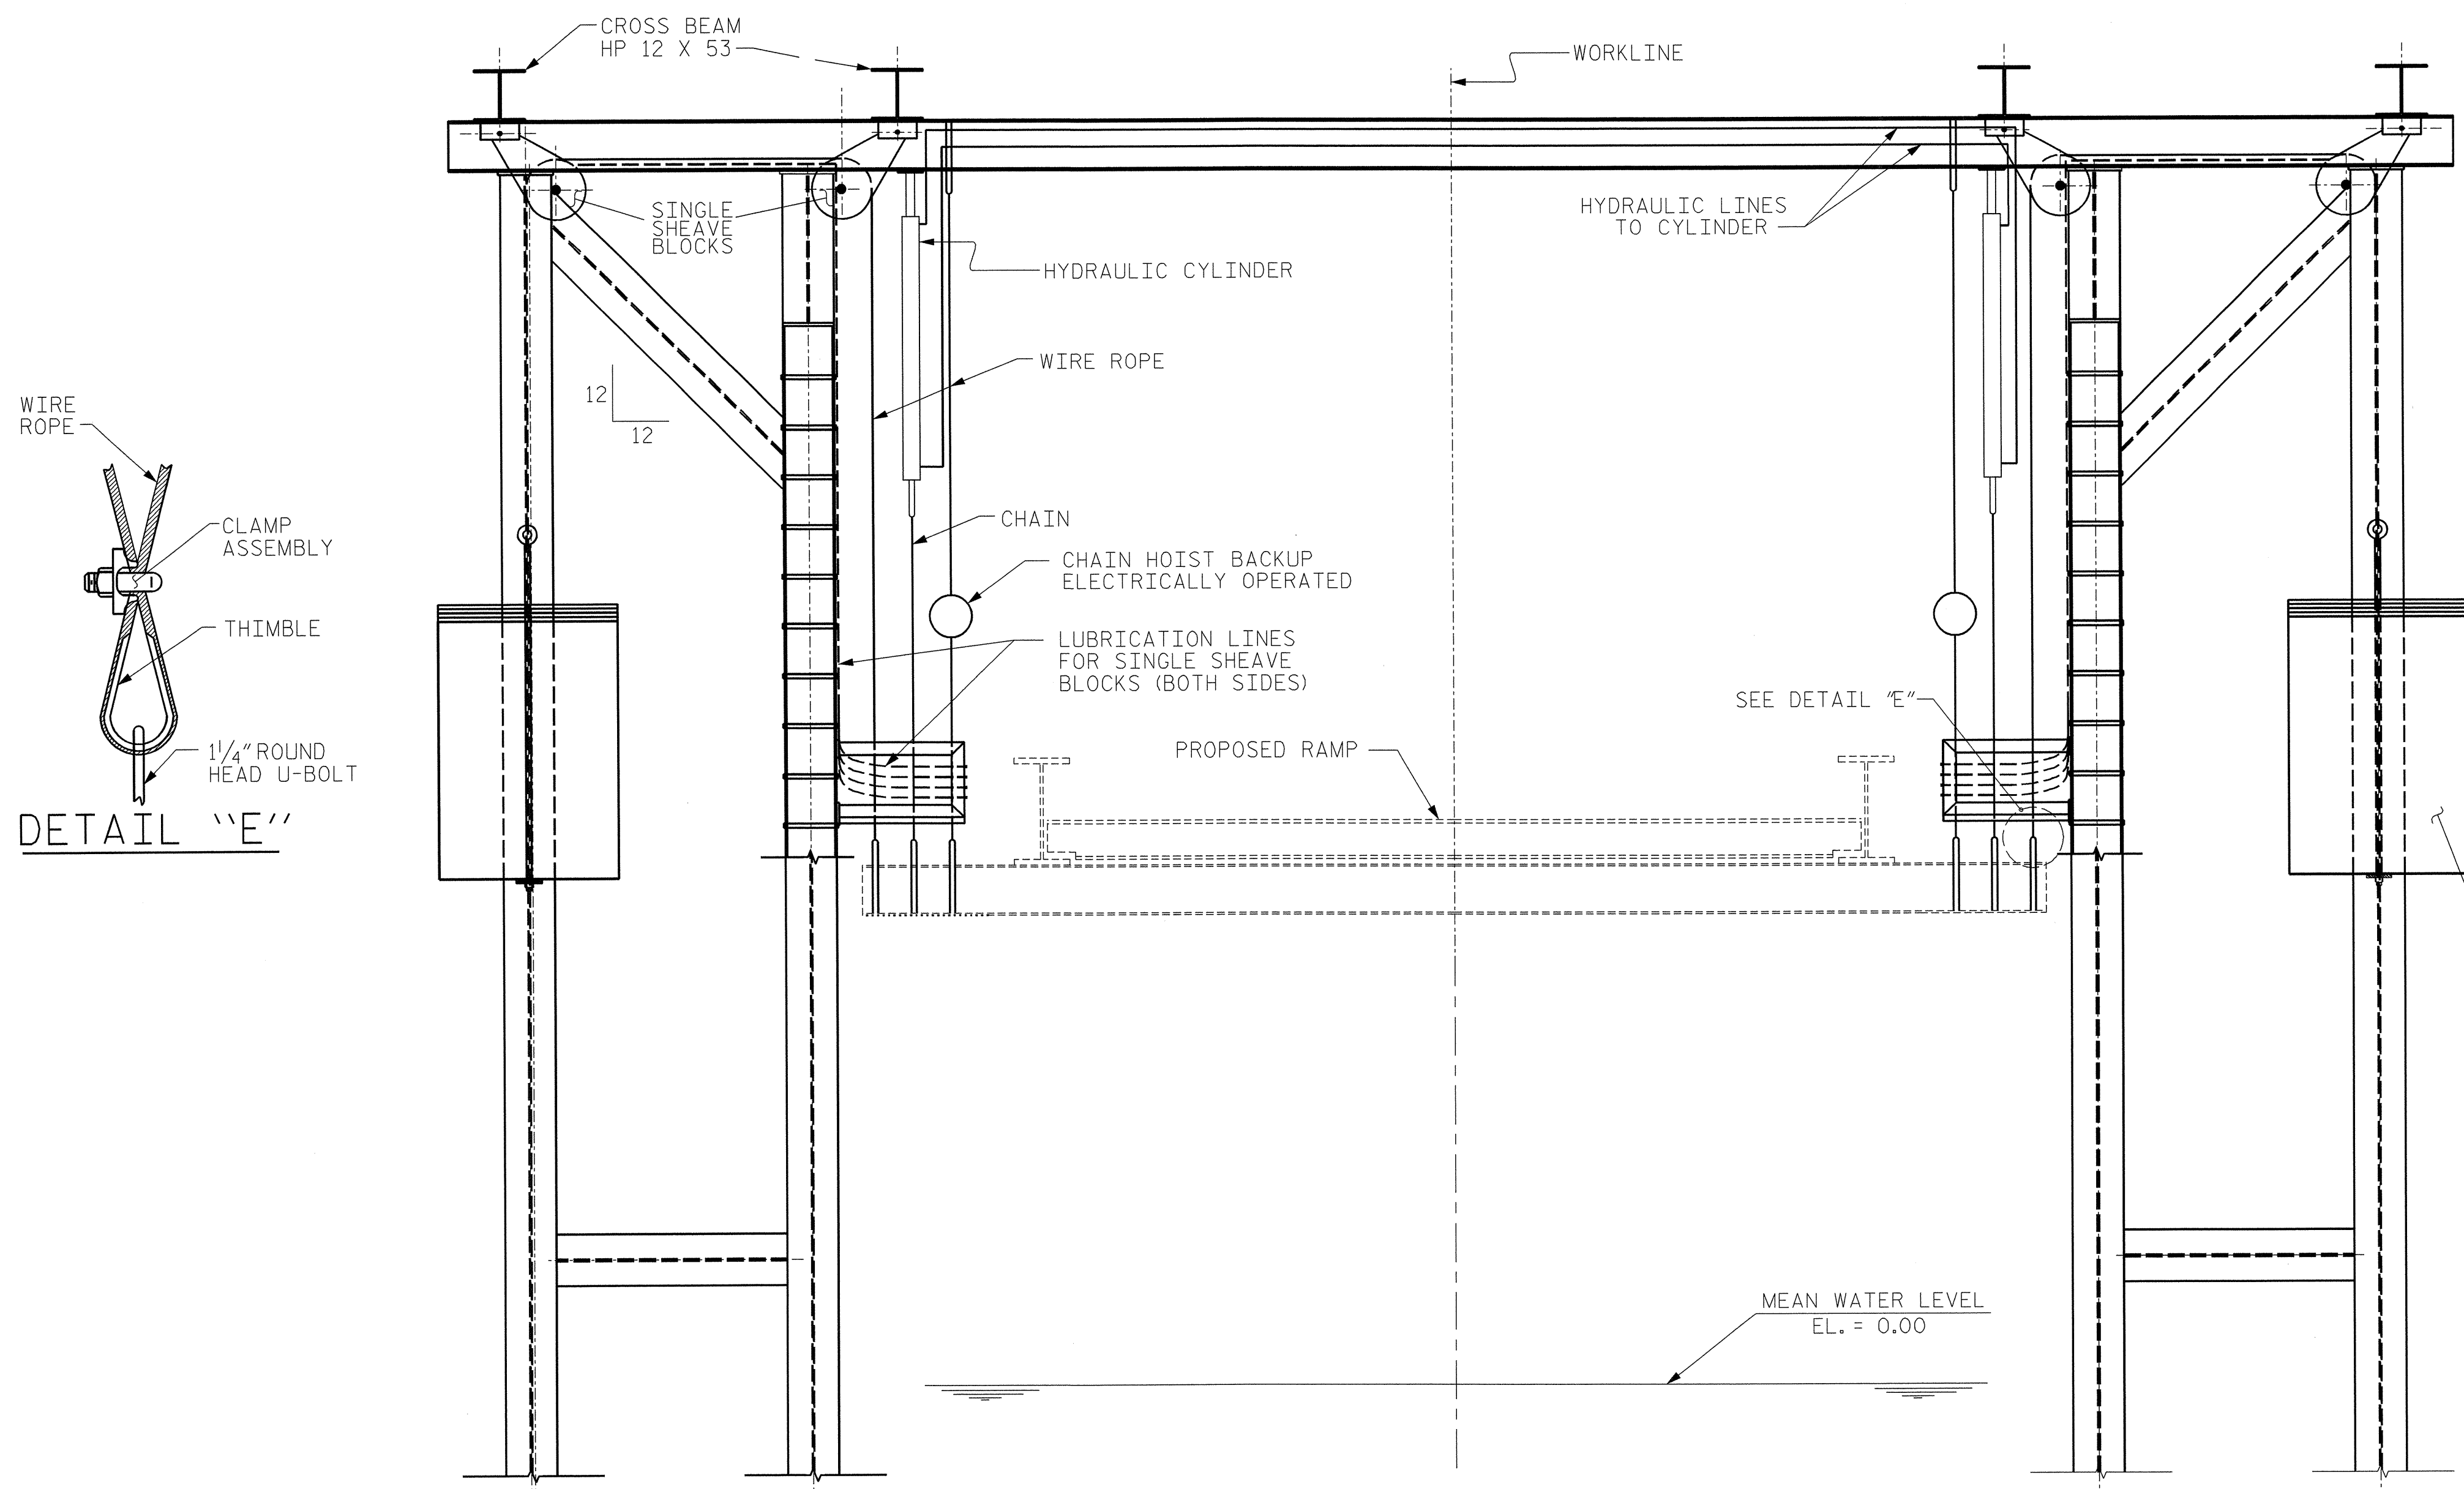 CROSS BEAM
HP 12 X 53
WORKLINE
SINGLE
SHEAVE
BLOCKS
HYDRAULIC LINES
TO CYLINDER
HYDRAULIC CYLINDER
WIRE ROPE
12
12
WIRE
ROPE
CLAMP
ASSEMBLY
THIMBLE
1 1/4" ROUND
HEAD U-BOLT
DETAIL "E"
CHAIN
CHAIN HOIST BACKUP
ELECTRICALLY OPERATED
LUBRICATION LINES
FOR SINGLE SHEAVE
BLOCKS (BOTH SIDES)
SEE DETAIL "E"
PROPOSED RAMP
MEAN WATER LEVEL
EL. = 0.00